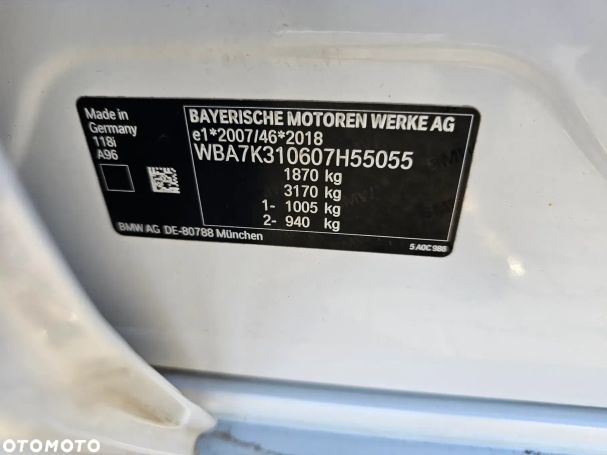 Made in
Germany
118i
A96
BAYERISCHE MOTOREN WERKE AG
e1*2007/46*2018
WBA7K310607H55055
1870 kg
3170 kg
1- 1005 kg
2- 940 kg
BMW AG DE-80788 München
5 A0C 986
OTOMOTO